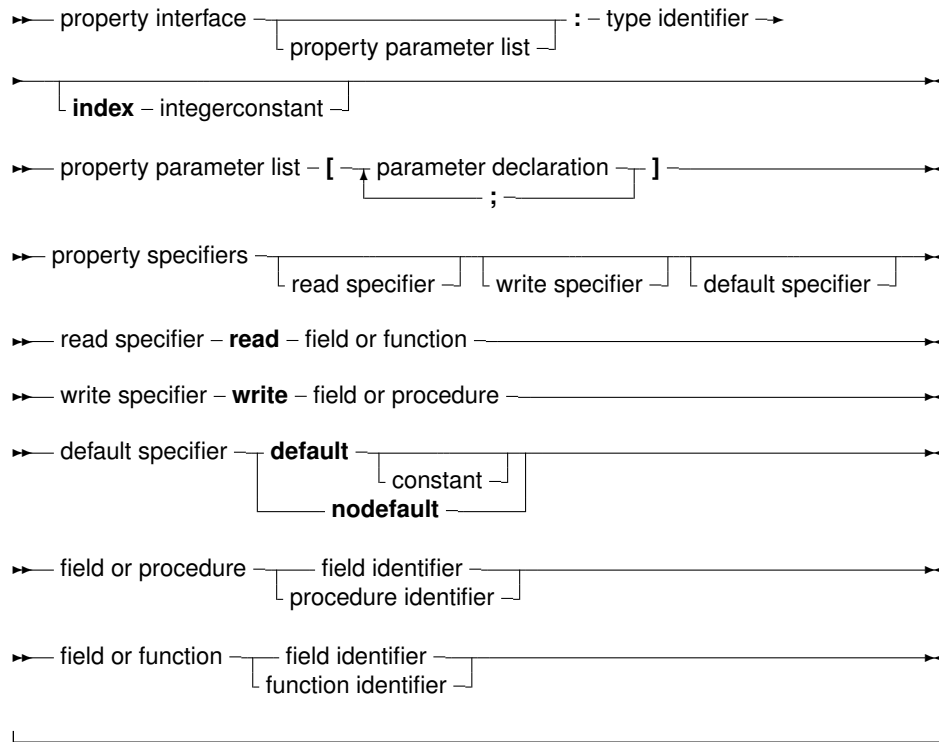 property interface : type identifier
property parameter list
index integerconstant
property parameter list [ parameter declaration ]
;
property specifiers
read specifier write specifier default specifier
read specifier read field or function
write specifier write field or procedure
default specifier default
constant
nodefault
field or procedure field identifier
procedure identifier
field or function field identifier
function identifier